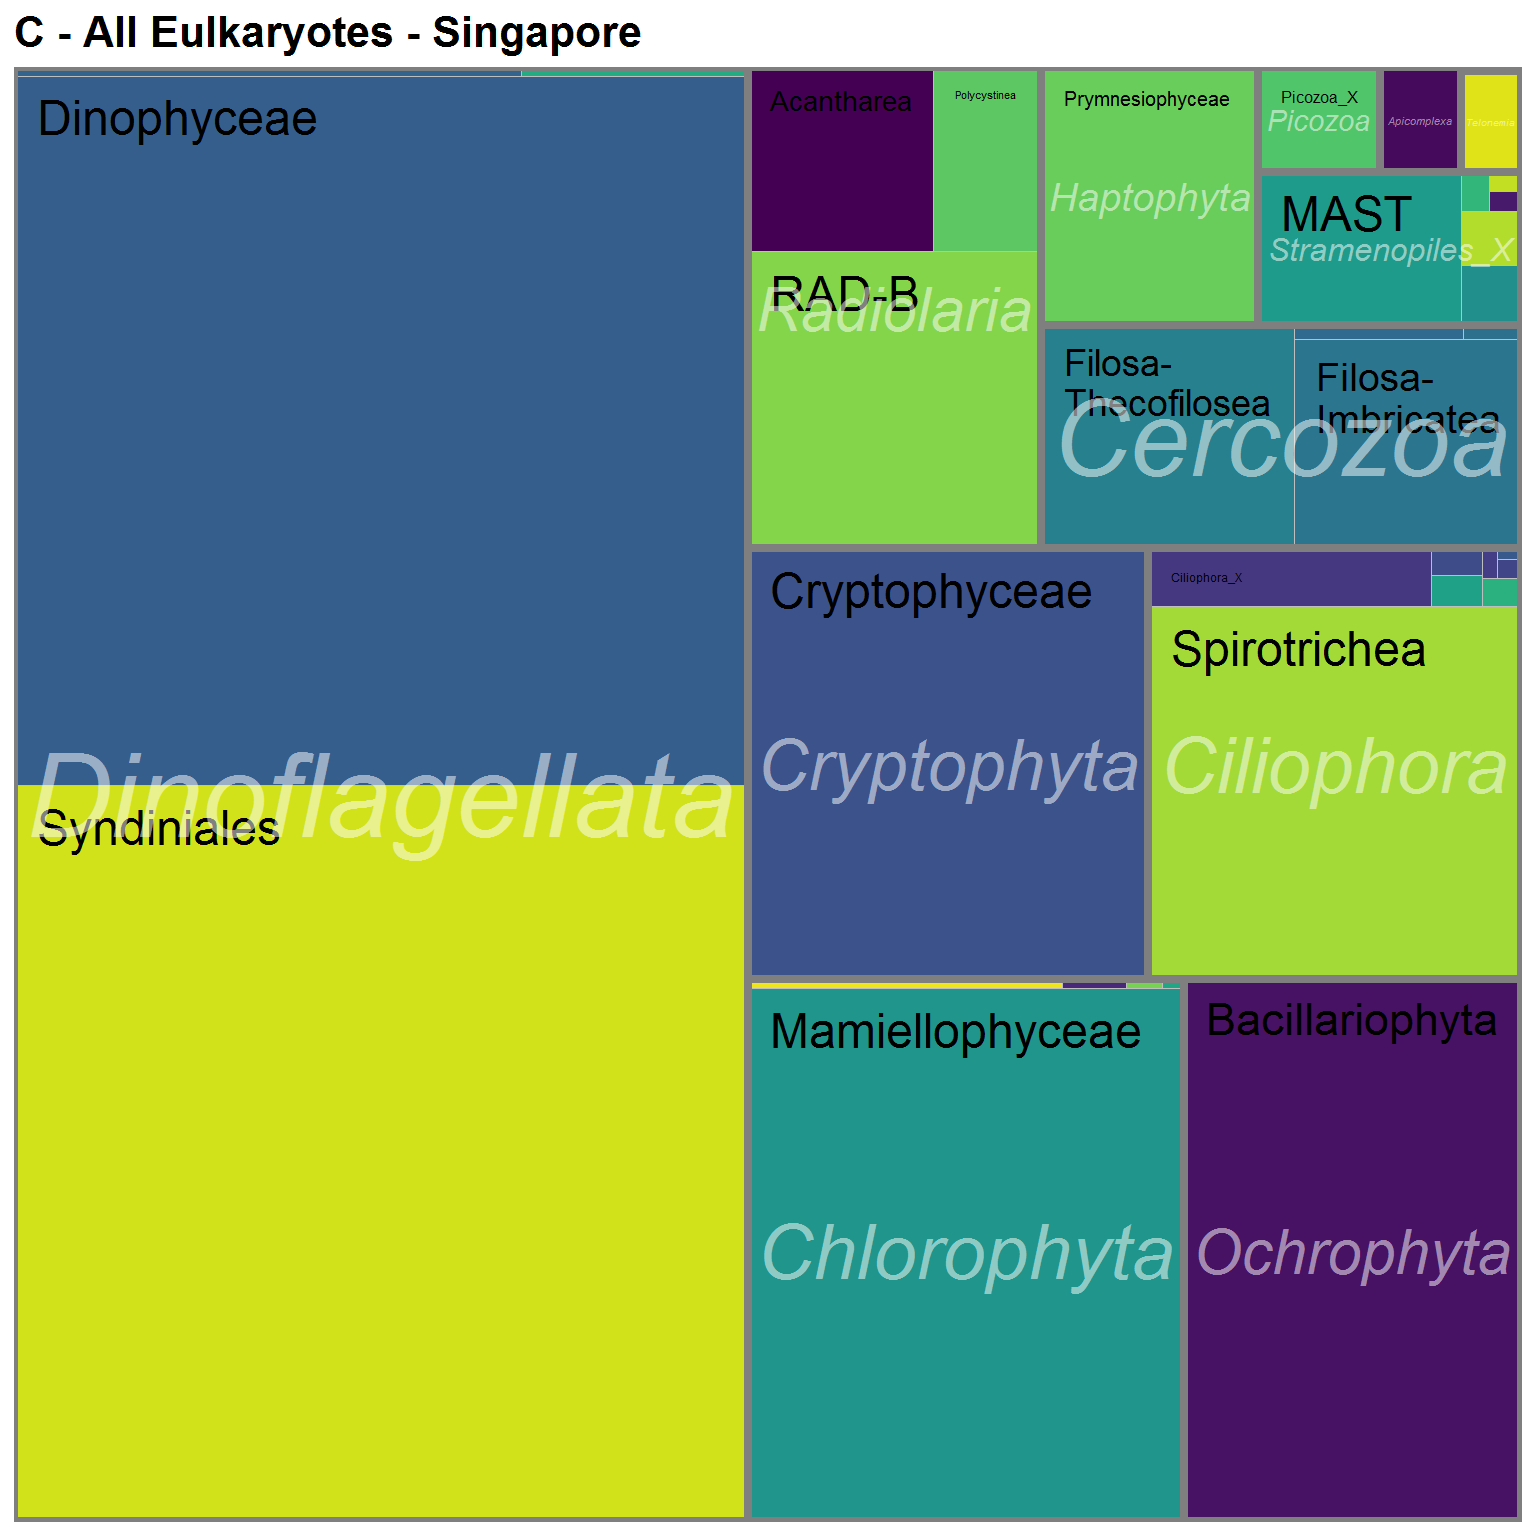 C - All Eulkaryotes - Singapore
Dinophyceae
Dinoflagellata
Syndiniales
Acantharea
Polycystinea
RAD-B
Radiolaria
Prymnesiophyceae
Haptophyta
Picozoa_X
Picozoa
Apicomplexa
Telonemia
MAST
Stramenopiles_X
Filosa-
Thecofilosea
Filosa-
Imbricatea
Cercozoa
Cryptophyceae
Cryptophyta
Ciliophora_X
Spirotrichea
Ciliophora
Mamiellophyceae
Chlorophyta
Bacillariophyta
Ochrophyta